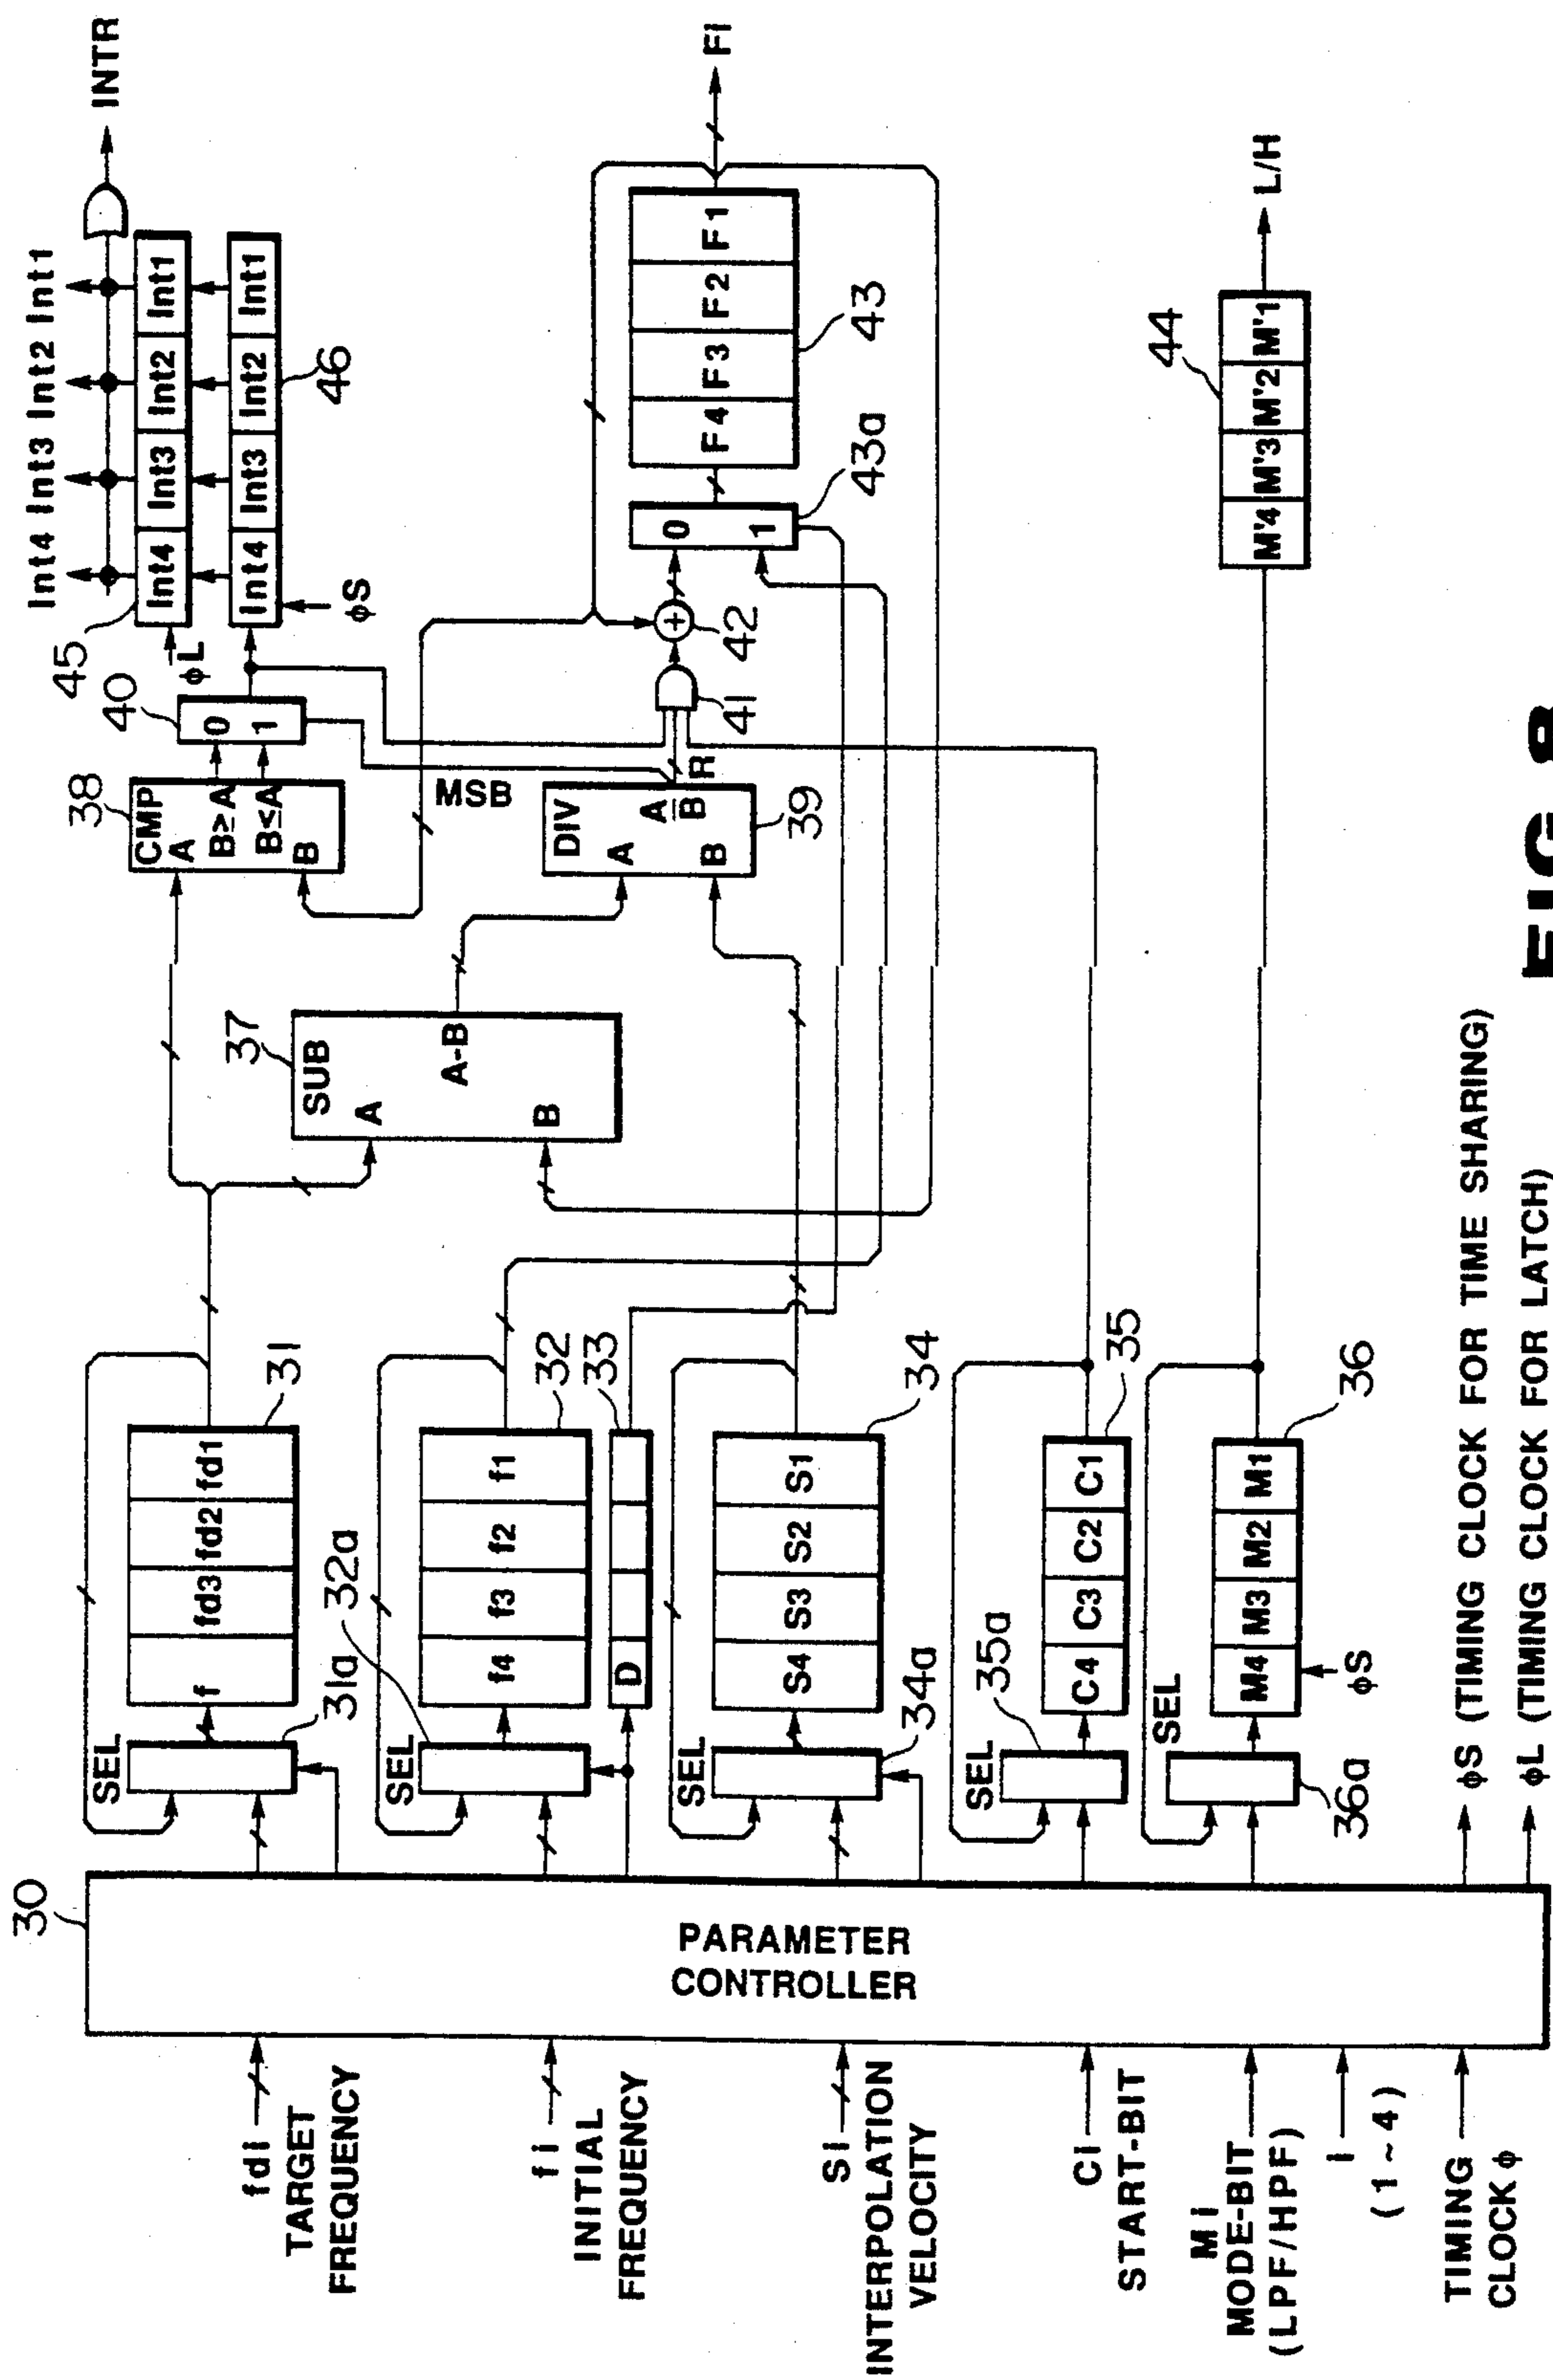 30
PARAMETER
CONTROLLER
fdi
TARGET
FREQUENCY
fi
INITIAL
FREQUENCY
Si
INTERPOLATION
VELOCITY
Ci
START-BIT
Mi
MODE-BIT
(LPF/HPF)
i
(1~4)
TIMING
CLOCK φ
SEL
31a
f fd3 fd2 fd1
31
SEL
32a
f4 f3 f2 f1
32
D
33
SEL
34a
S4 S3 S2 S1
34
SEL
35a
C4 C3 C2 C1
35
SEL
36a
M4 M3 M2 M1
36
φS
φS (TIMING CLOCK FOR TIME SHARING)
φL (TIMING CLOCK FOR LATCH)
37
SUB
A
A-B
B
38
CMP
A
B≥A
B≤A
B
MSB
DIV
A
A
B
B
39
R
40
0
1
41
42
0
1
43a
F4 F3 F2 F1
43
FI
45
φL
Int4 Int3 Int2 Int1
Int4 Int3 Int2 Int1
Int4 Int3 Int2 Int1
46
φS
INTR
44
M'4 M'3 M'2 M'1
L/H